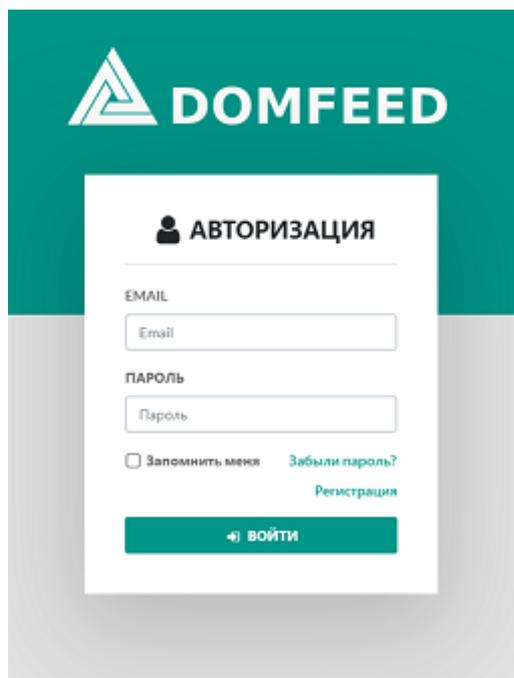 DOMFEED
АВТОРИЗАЦИЯ
EMAIL
Email
ПАРОЛЬ
Пароль
Запомнить меня Забыли пароль?
Регистрация
ВОЙТИ